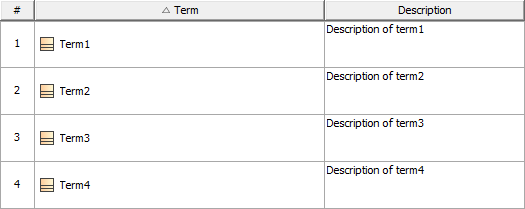 # Term Description
1 Term1 Description of term1
2 Term2 Description of term2
3 Term3 Description of term3
4 Term4 Description of term4